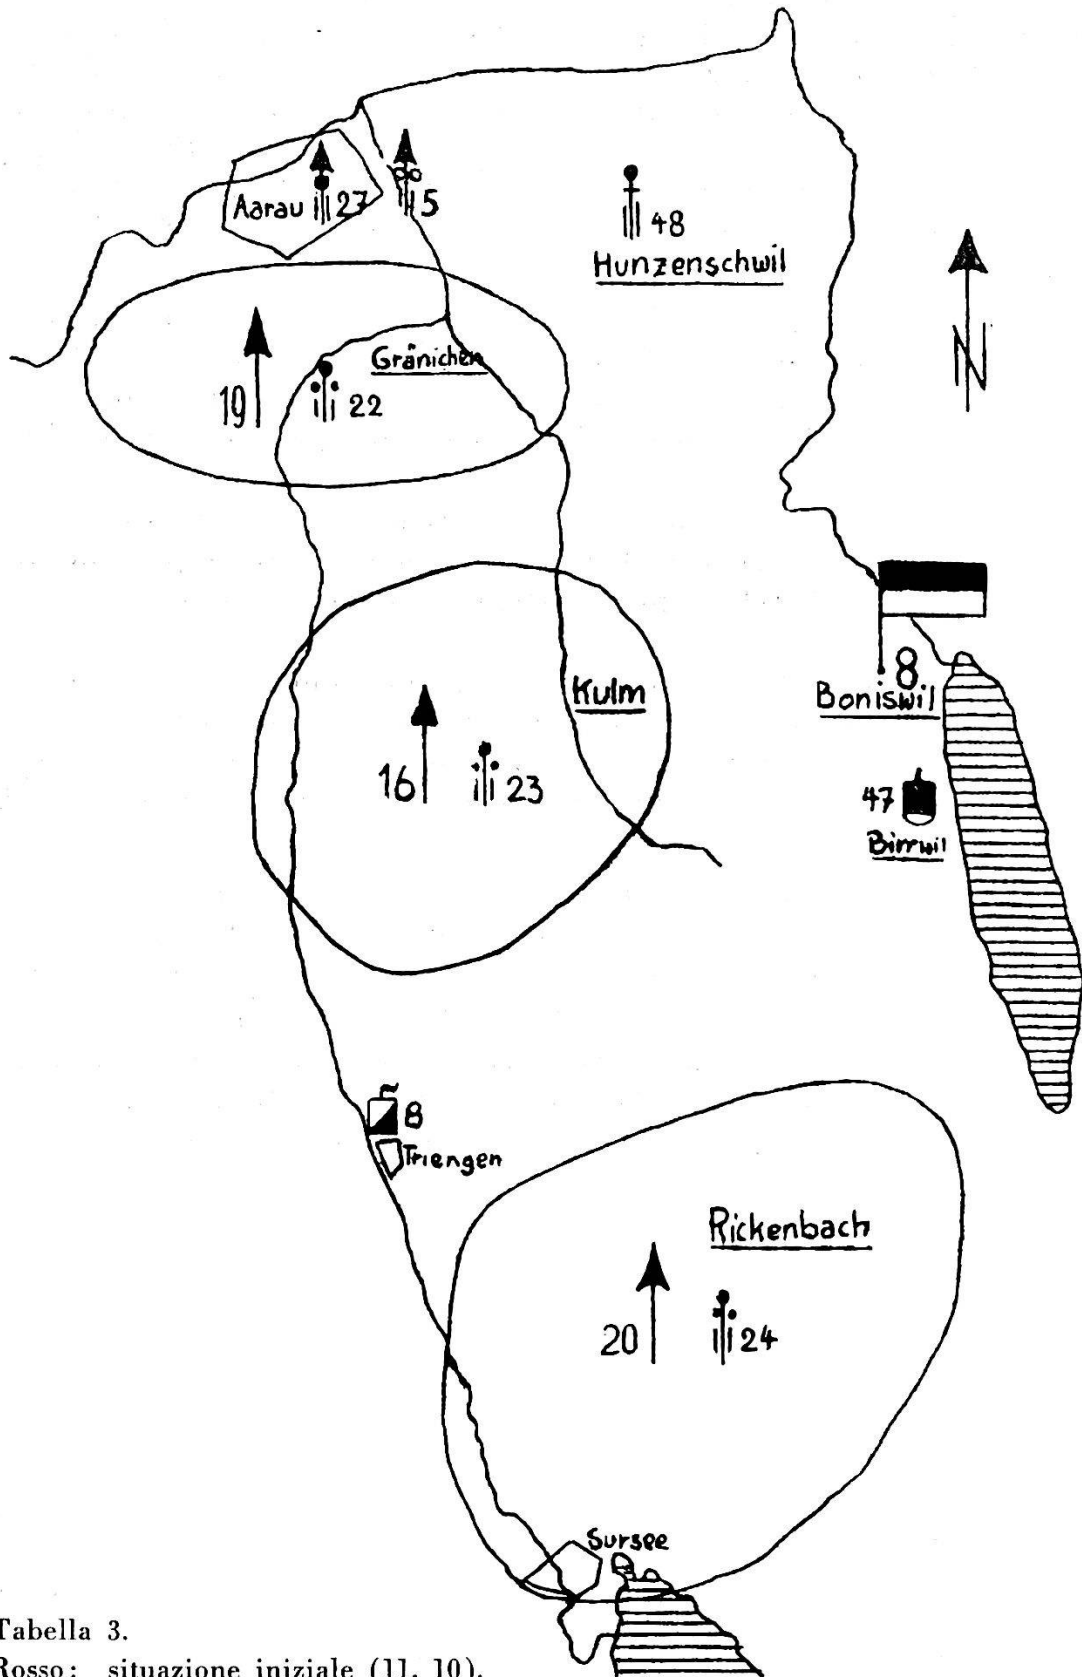 Aarau 27
15
48
Hunzenschwil
N
Gränichen
19
22
8
Boniswil
Kulm
16
23
47
Birrwil
8
Triengen
Rickenbach
20
24
Sursee
Tabella 3.
Rosso: situazione iniziale (11. 10).